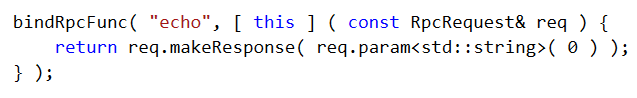 bindRpcFunc( "echo", [ this ] ( const RpcRequest& req ) {
    return req.makeResponse( req.param<std::string>( 0 ) );
} );